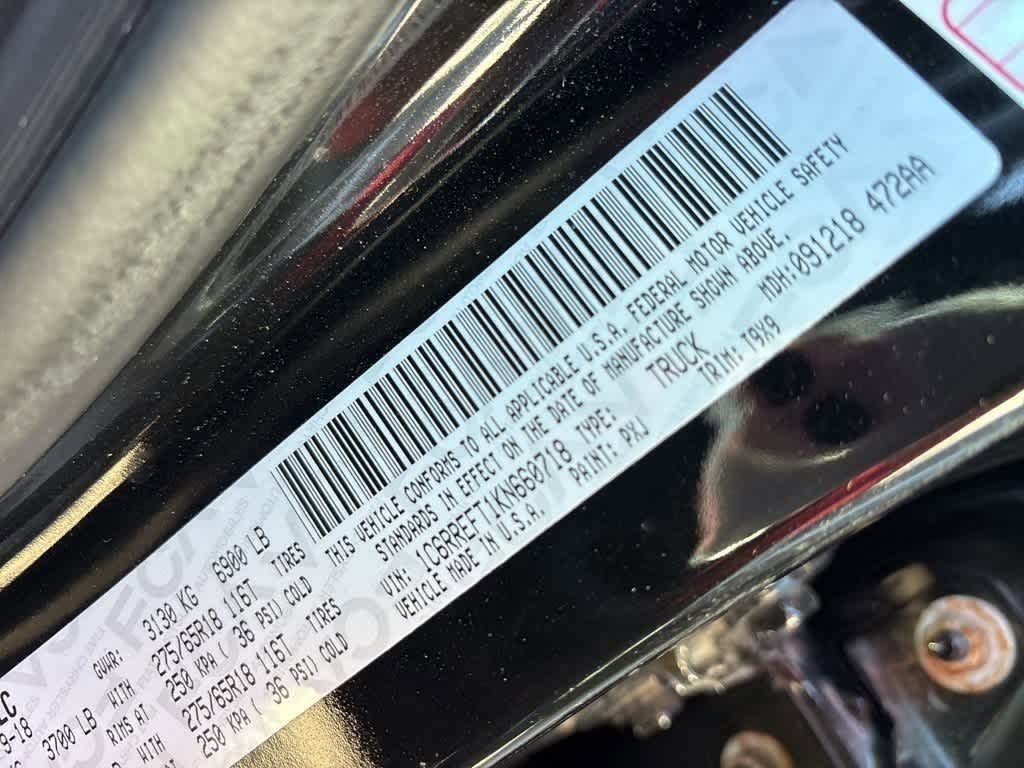 LC
9-18
GVWR: 3130 KG 6900 LB
3700 LB WITH 275/65R18 116T TIRES
RIMS AT 250 KPA ( 36 PSI) COLD
WITH 275/65R18 116T TIRES
250 KPA ( 36 PSI) COLD
THIS VEHICLE CONFORMS TO ALL APPLICABLE U.S.A. FEDERAL MOTOR VEHICLE SAFETY
STANDARDS IN EFFECT ON THE DATE OF MANUFACTURE SHOWN ABOVE.
VIN: 1C6RREFT1KN660718 TYPE: TRUCK MDH:091218 472AA
VEHICLE MADE IN U.S.A. PAINT: PXJ TRIM: T9X9